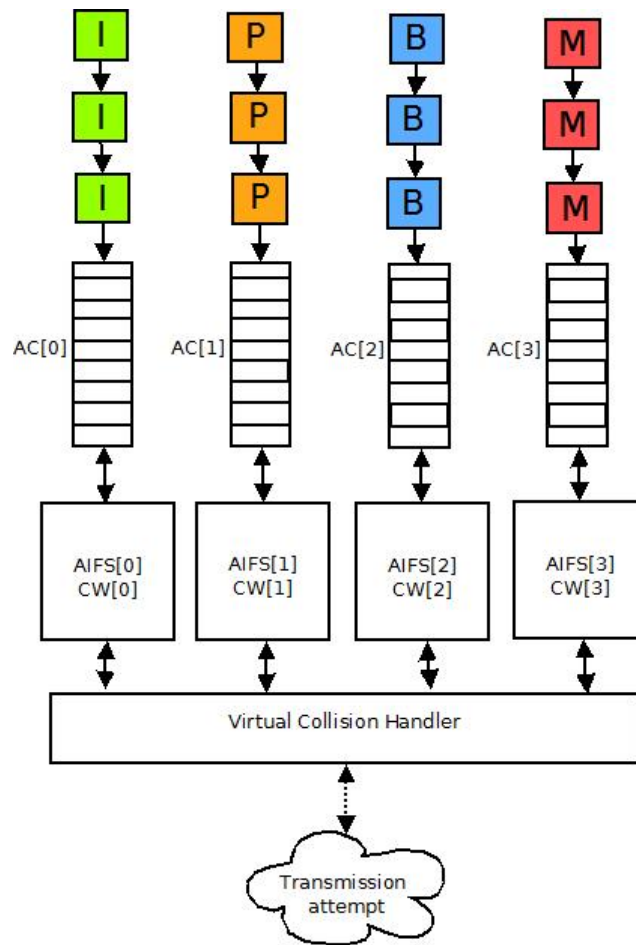 I P B M
I P B M
I P B M
AC[0] AC[1] AC[2] AC[3]
AIFS[0] AIFS[1] AIFS[2] AIFS[3]
CW[0] CW[1] CW[2] CW[3]
Virtual Collision Handler
Transmission
attempt